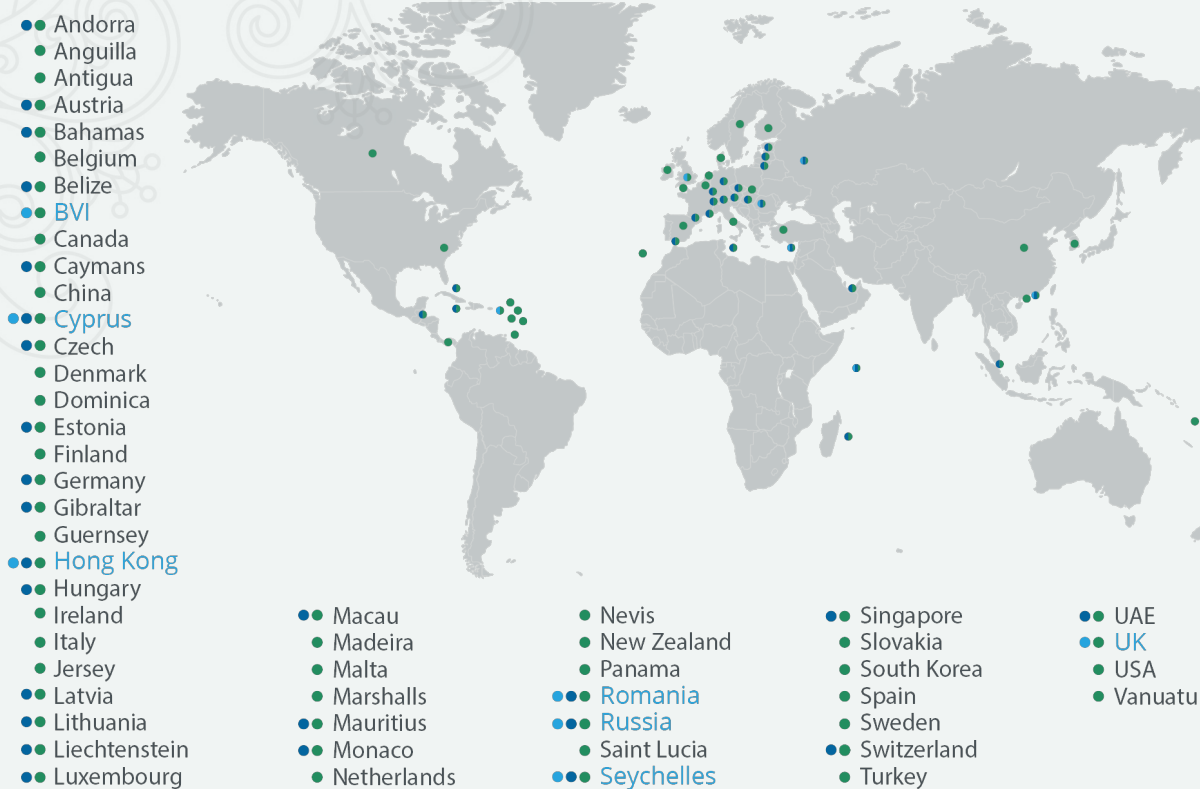 Andorra
Anguilla
Antigua
Austria
Bahamas
Belgium
Belize
BVI
Canada
Caymans
China
Cyprus
Czech
Denmark
Dominica
Estonia
Finland
Germany
Gibraltar
Guernsey
Hong Kong
Hungary
Ireland
Italy
Jersey
Latvia
Lithuania
Liechtenstein
Luxembourg
Macau
Madeira
Malta
Marshalls
Mauritius
Monaco
Netherlands
Nevis
New Zealand
Panama
Romania
Russia
Saint Lucia
Seychelles
Singapore
Slovakia
South Korea
Spain
Sweden
Switzerland
Turkey
UAE
UK
USA
Vanuatu